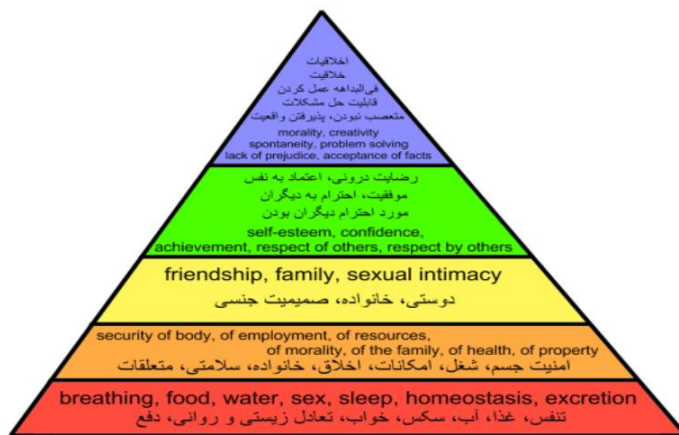 اخلاقیات
خلاقیت
فی‌البداهه عمل کردن
قابلیت حل مشکلات
متعصب نبودن، پذیرفتن واقعیت
morality, creativity
spontaneity, problem solving
lack of prejudice, acceptance of facts
رضایت درونی، اعتماد به نفس
موفقیت، احترام به دیگران
مورد احترام دیگران بودن
self-esteem, confidence,
achievement, respect of others, respect by others
friendship, family, sexual intimacy
دوستی، خانواده، صمیمیت جنسی
security of body, of employment, of resources,
of morality, of the family, of health, of property
امنیت جسم، شغل، امکانات، اخلاق، خانواده، سلامتی، متعلقات
breathing, food, water, sex, sleep, homeostasis, excretion
تنفس، غذا، آب، سکس، خواب، تعادل زیستی و روانی، دفع